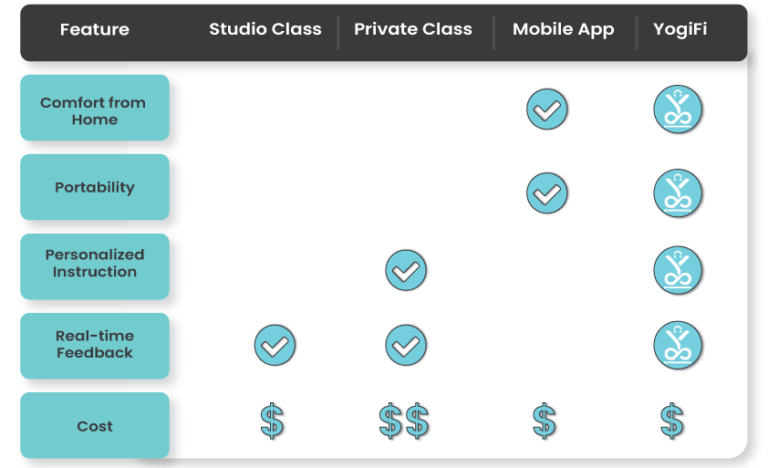 Feature Studio Class Private Class Mobile App YogiFi
Comfort from
Home
Portability
Personalized
Instruction
Real-time
Feedback
Cost $ $$ $ $